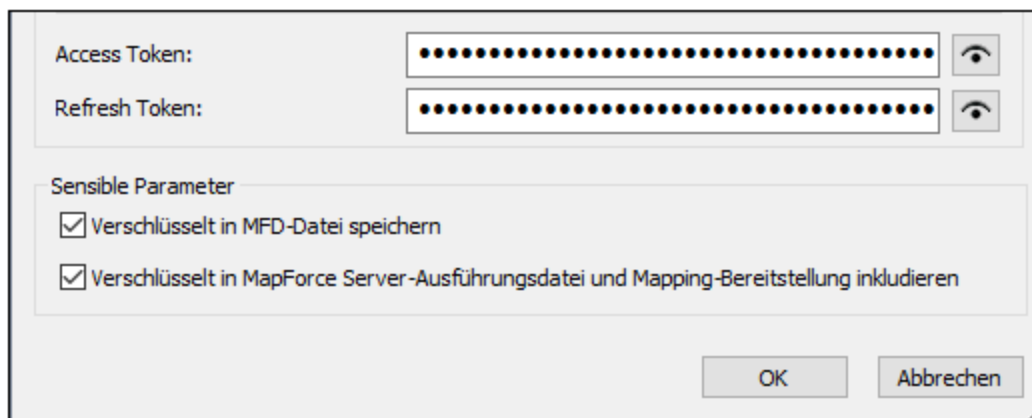 Access Token: ••••••••••••••••••••••••••••••••••••••
Refresh Token: ••••••••••••••••••••••••••••••••••••••
Sensible Parameter
Verschlüsselt in MFD-Datei speichern
Verschlüsselt in MapForce Server-Ausführungsdatei und Mapping-Bereitstellung inkludieren
OK Abbrechen